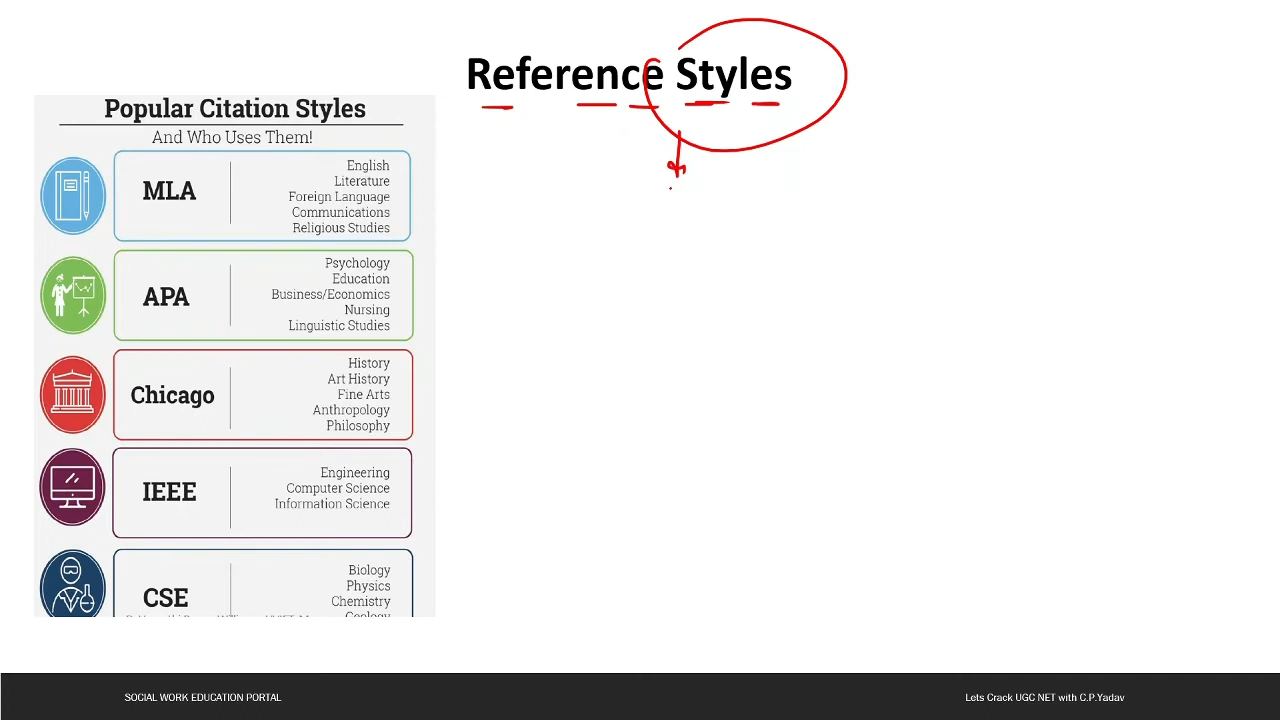 Reference Styles
Popular Citation Styles
And Who Uses Them!
MLA
English
Literature
Foreign Language
Communications
Religious Studies
APA
Psychology
Education
Business/Economics
Nursing
Linguistic Studies
Chicago
History
Art History
Fine Arts
Anthropology
Philosophy
IEEE
Engineering
Computer Science
Information Science
CSE
Biology
Physics
Chemistry
Geology
SOCIAL WORK EDUCATION PORTAL
Lets Crack UGC NET with C.P.Yadav